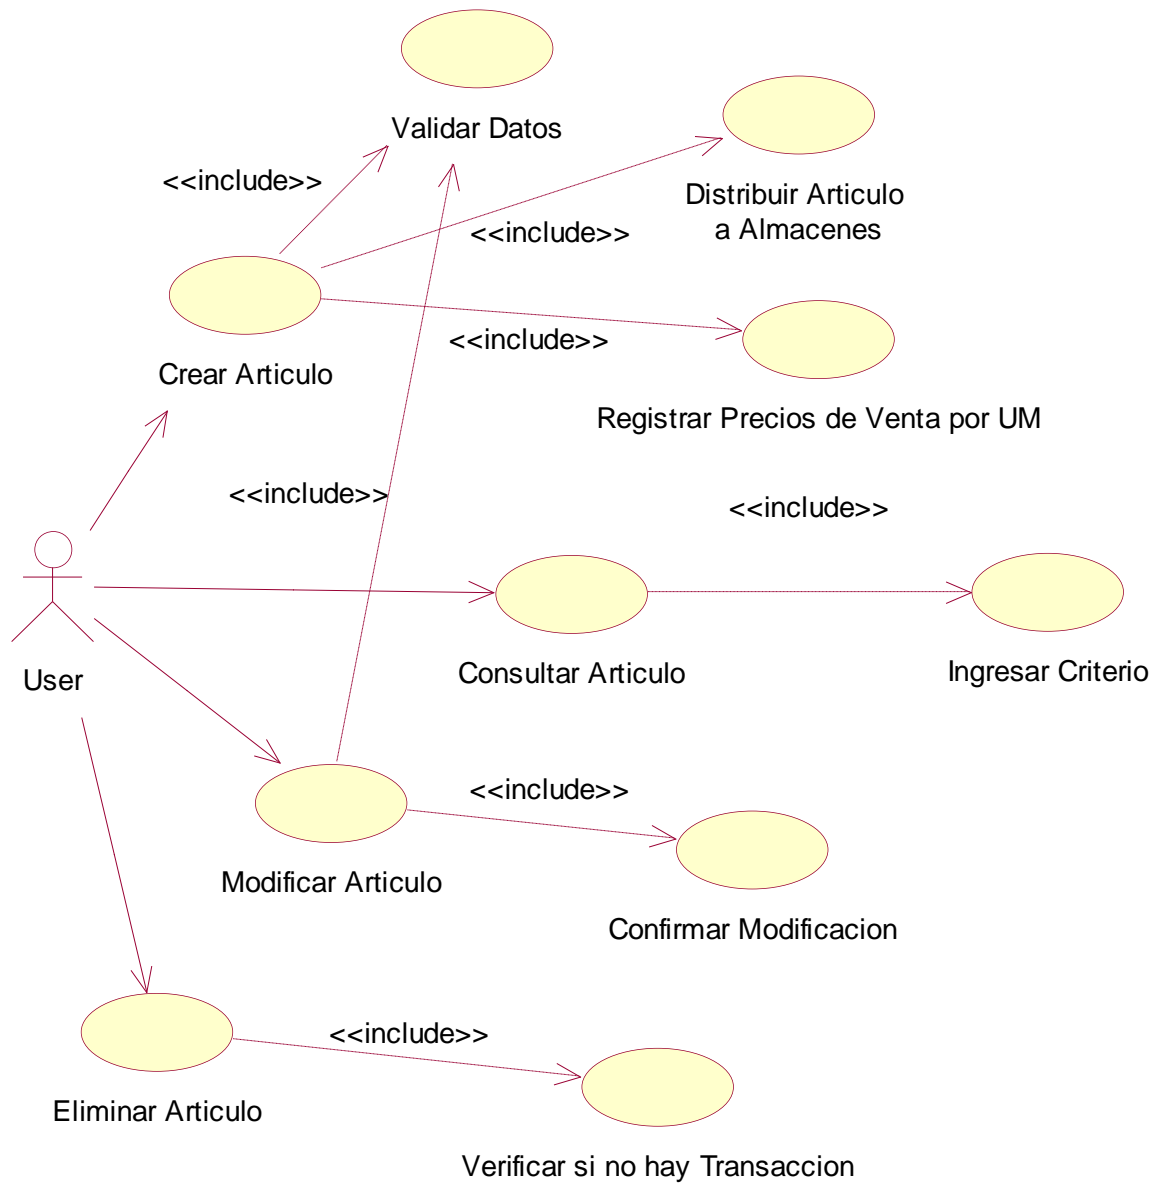 Validar Datos
<<include>>
Distribuir Articulo
a Almacenes
<<include>>
<<include>>
Crear Articulo
Registrar Precios de Venta por UM
<<include>>
<<include>>
User
Consultar Articulo
Ingresar Criterio
<<include>>
Modificar Articulo
Confirmar Modificacion
<<include>>
Eliminar Articulo
Verificar si no hay Transaccion